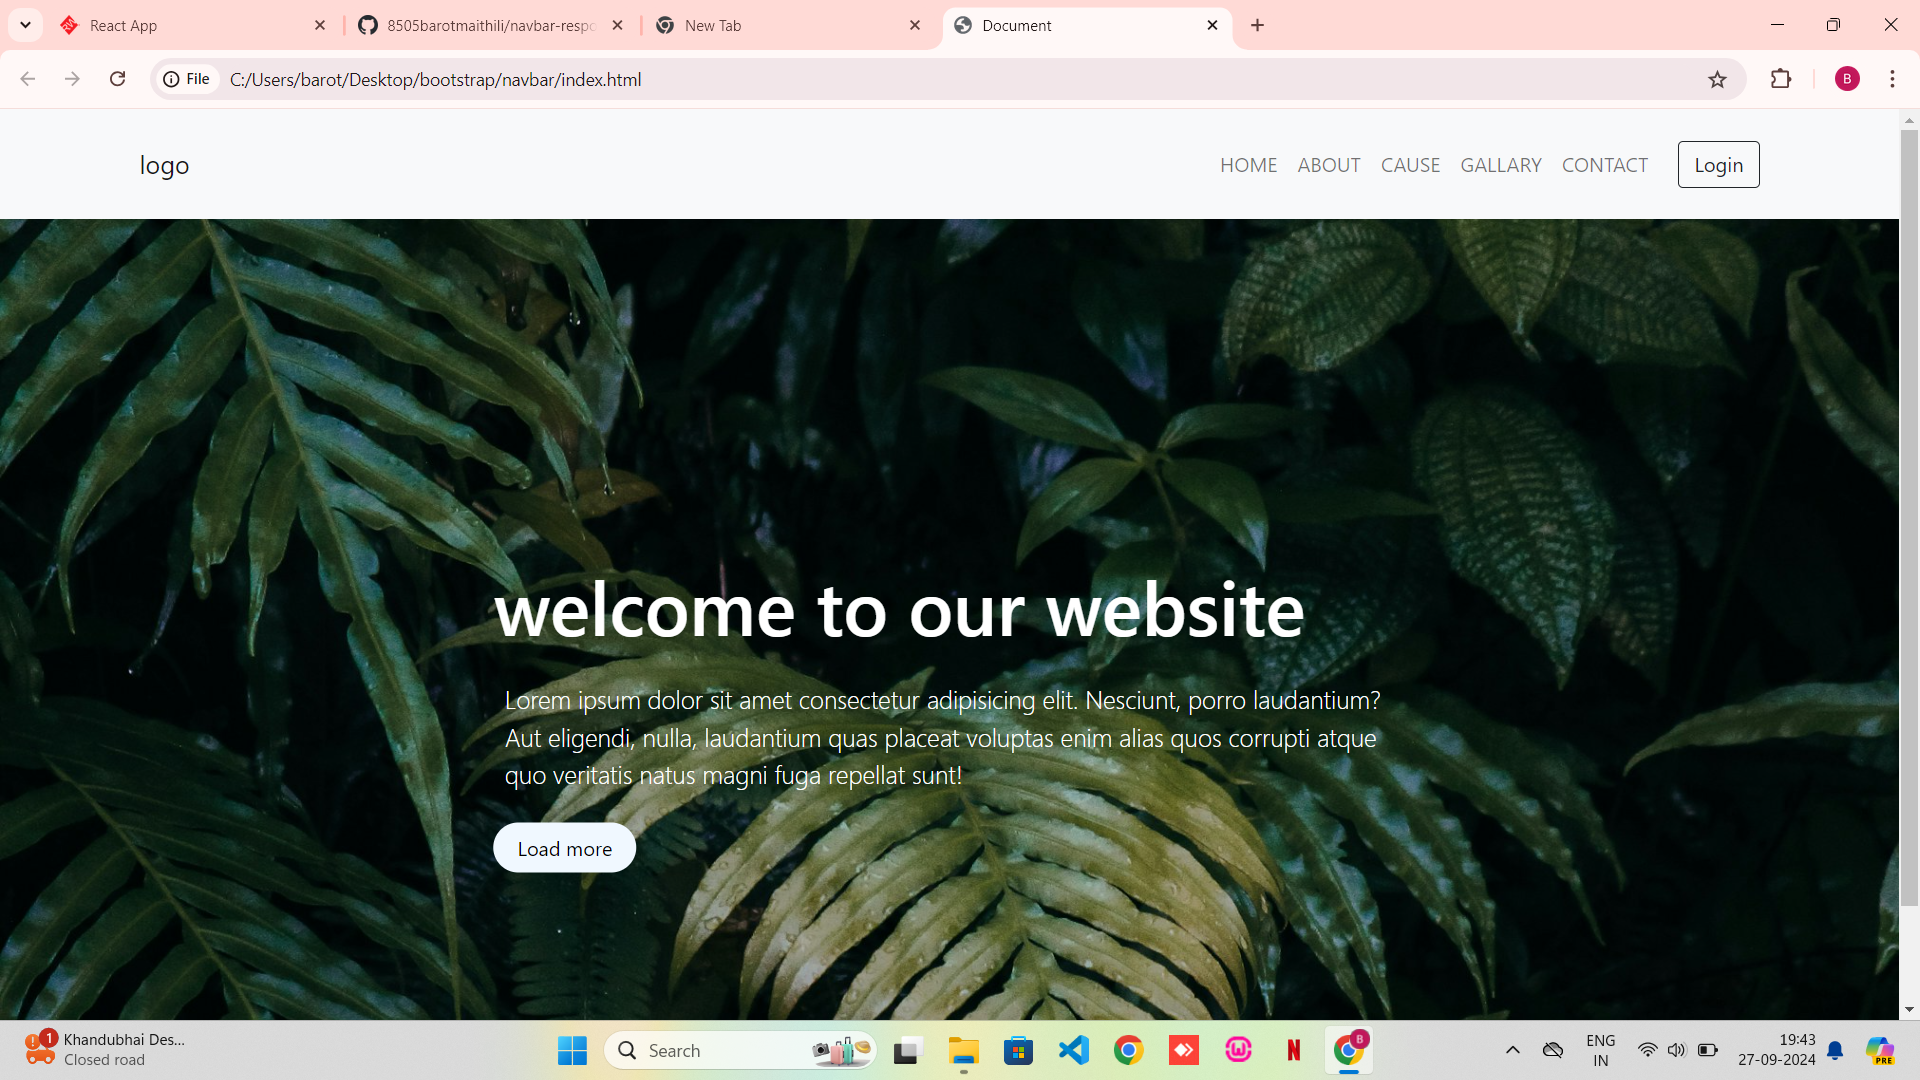 React App
8505barotmaithili/navbar-respo
New Tab
Document
File
C:/Users/barot/Desktop/bootstrap/navbar/index.html
B
logo
HOME ABOUT CAUSE GALLARY CONTACT
Login
welcome to our website
Lorem ipsum dolor sit amet consectetur adipisicing elit. Nesciunt, porro laudantium?
Aut eligendi, nulla, laudantium quas placeat voluptas enim alias quos corrupti atque
quo veritatis natus magni fuga repellat sunt!
Load more
1
Khandubhai Des...
Closed road
Search
N
B
ENG
IN
19:43
27-09-2024
PRE